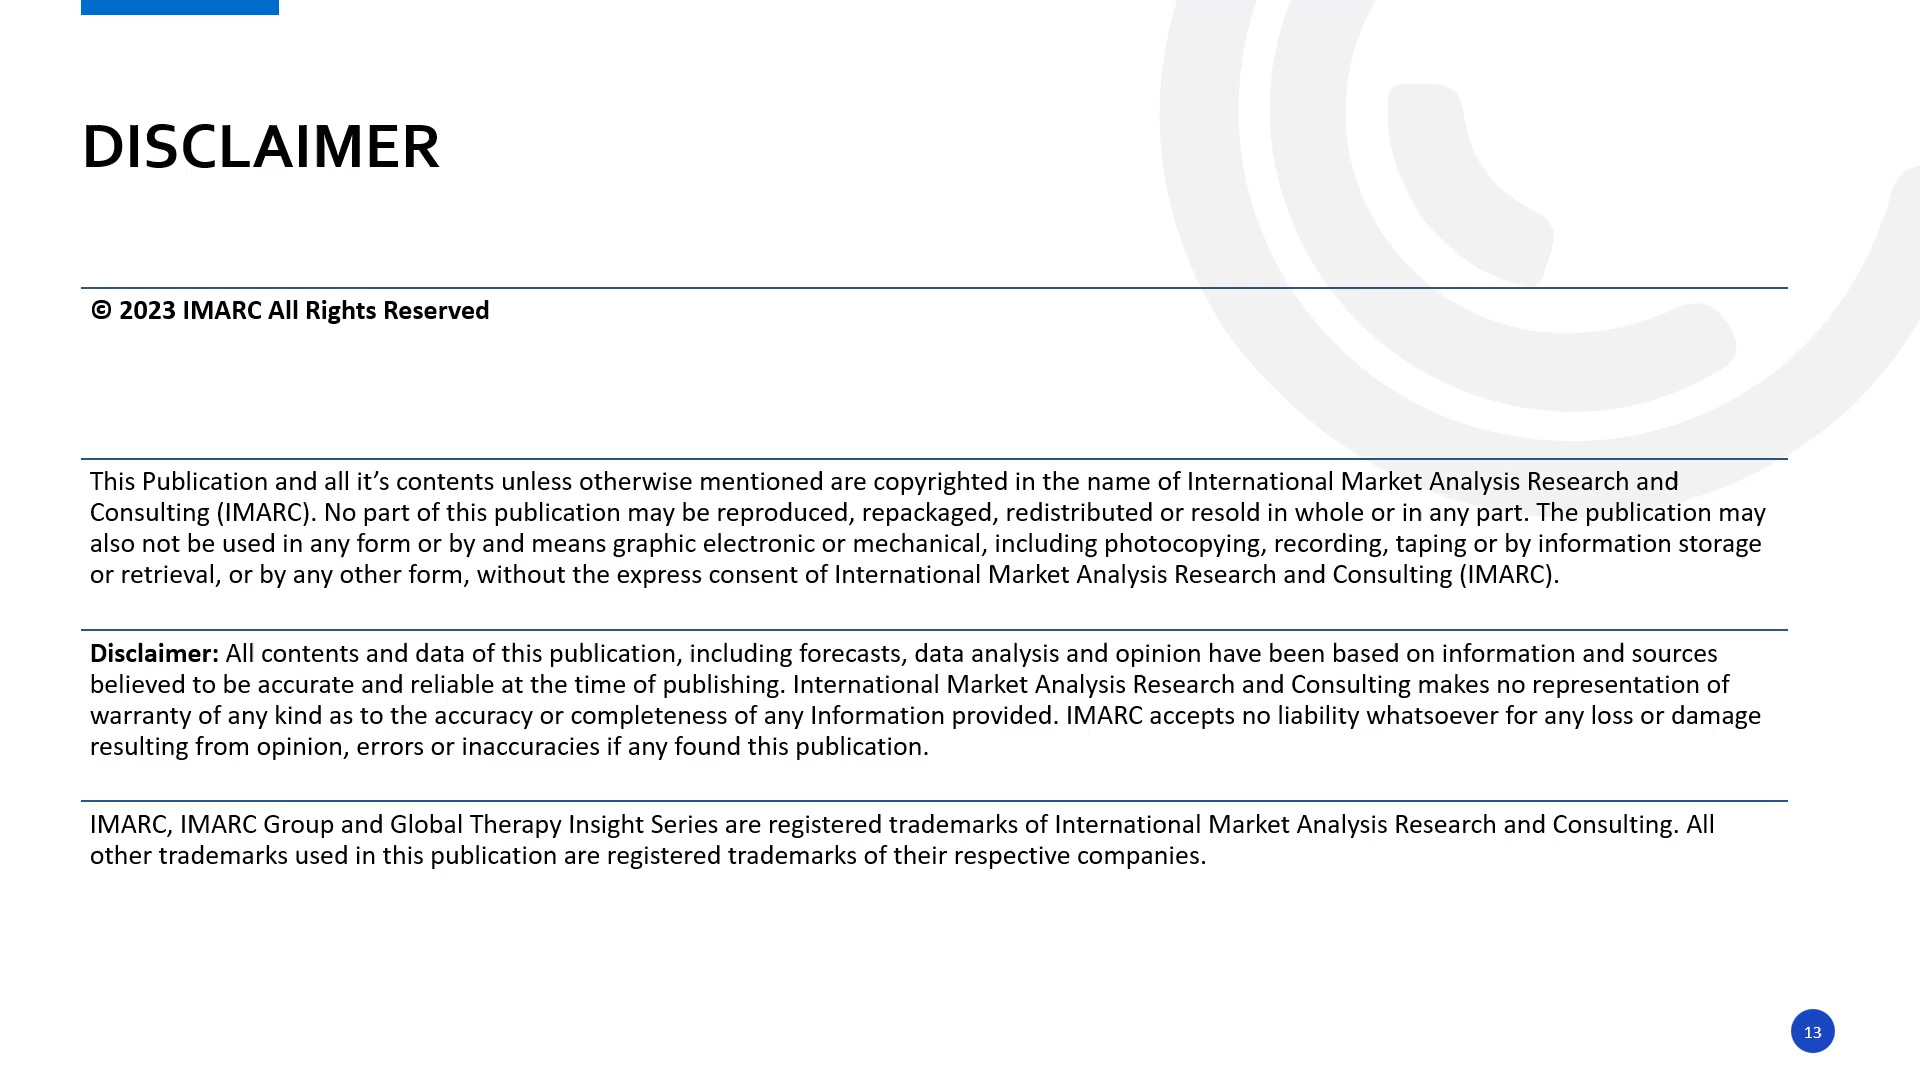 DISCLAIMER
© 2023 IMARC All Rights Reserved
This Publication and all it’s contents unless otherwise mentioned are copyrighted in the name of International Market Analysis Research and
Consulting (IMARC). No part of this publication may be reproduced, repackaged, redistributed or resold in whole or in any part. The publication may
also not be used in any form or by and means graphic electronic or mechanical, including photocopying, recording, taping or by information storage
or retrieval, or by any other form, without the express consent of International Market Analysis Research and Consulting (IMARC).
Disclaimer: All contents and data of this publication, including forecasts, data analysis and opinion have been based on information and sources
believed to be accurate and reliable at the time of publishing. International Market Analysis Research and Consulting makes no representation of
warranty of any kind as to the accuracy or completeness of any Information provided. IMARC accepts no liability whatsoever for any loss or damage
resulting from opinion, errors or inaccuracies if any found this publication.
IMARC, IMARC Group and Global Therapy Insight Series are registered trademarks of International Market Analysis Research and Consulting. All
other trademarks used in this publication are registered trademarks of their respective companies.
13